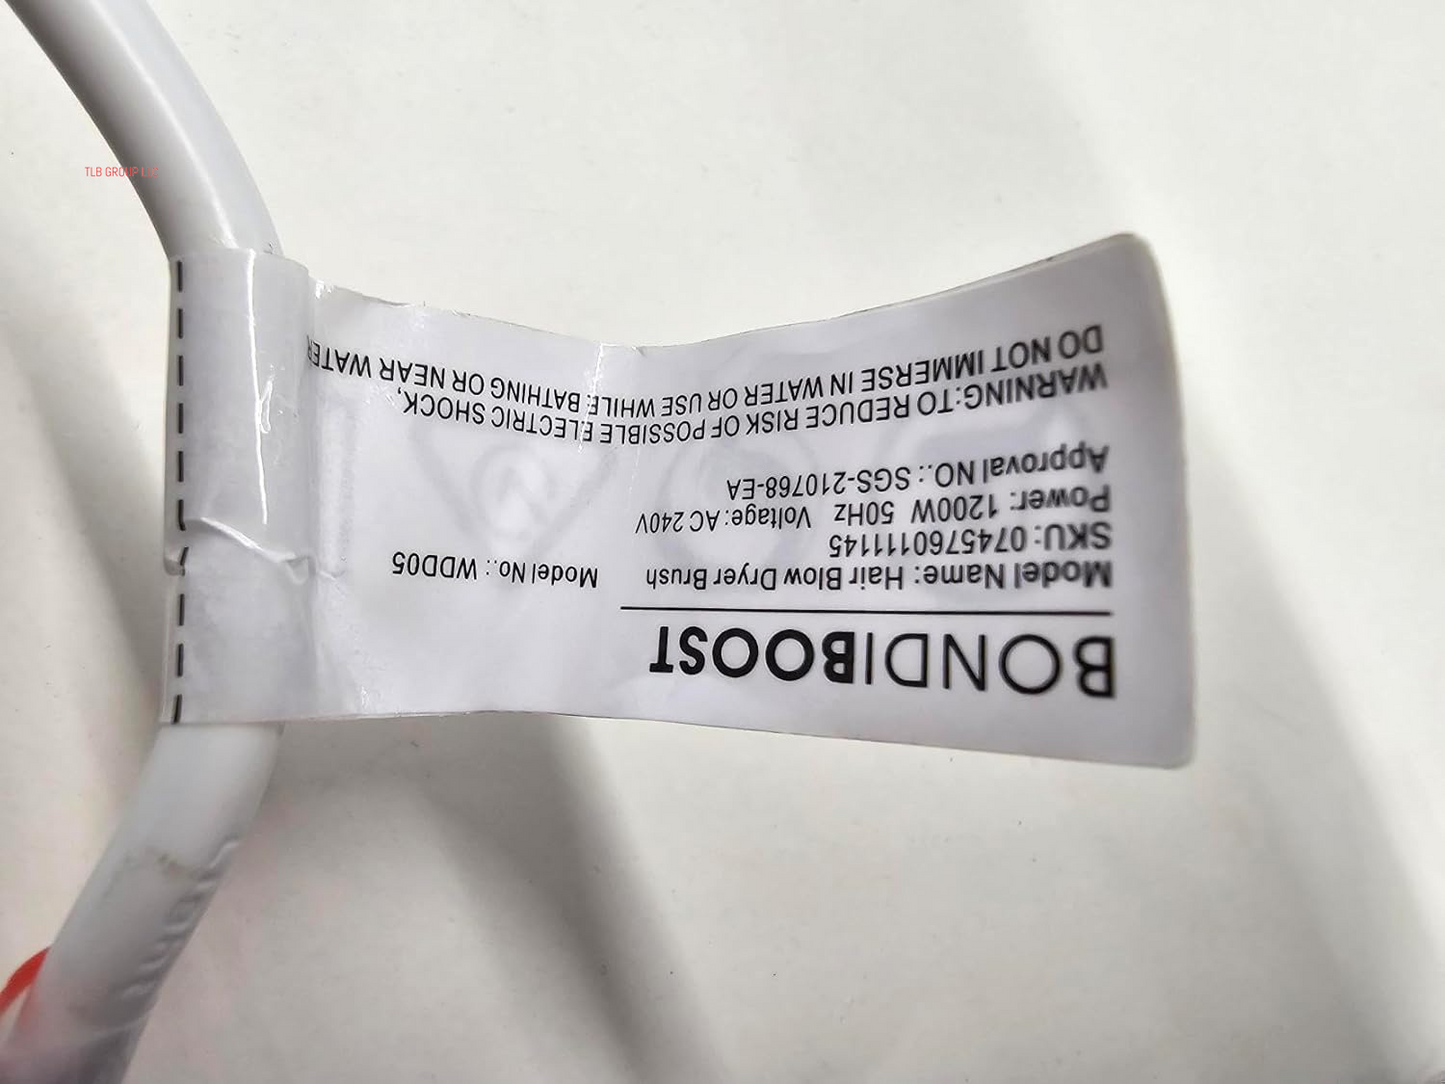 BONDIBOOST
Model Name: Hair Blow Dryer Brush Model No.: WDD05
SKU: 0745760111145
Power: 1200W 50Hz Voltage: AC 240V
Approval NO.: SGS-210768-EA
WARNING: TO REDUCE RISK OF POSSIBLE ELECTRIC SHOCK,
DO NOT IMMERSE IN WATER OR USE WHILE BATHING OR NEAR WATER
TLB GROUP